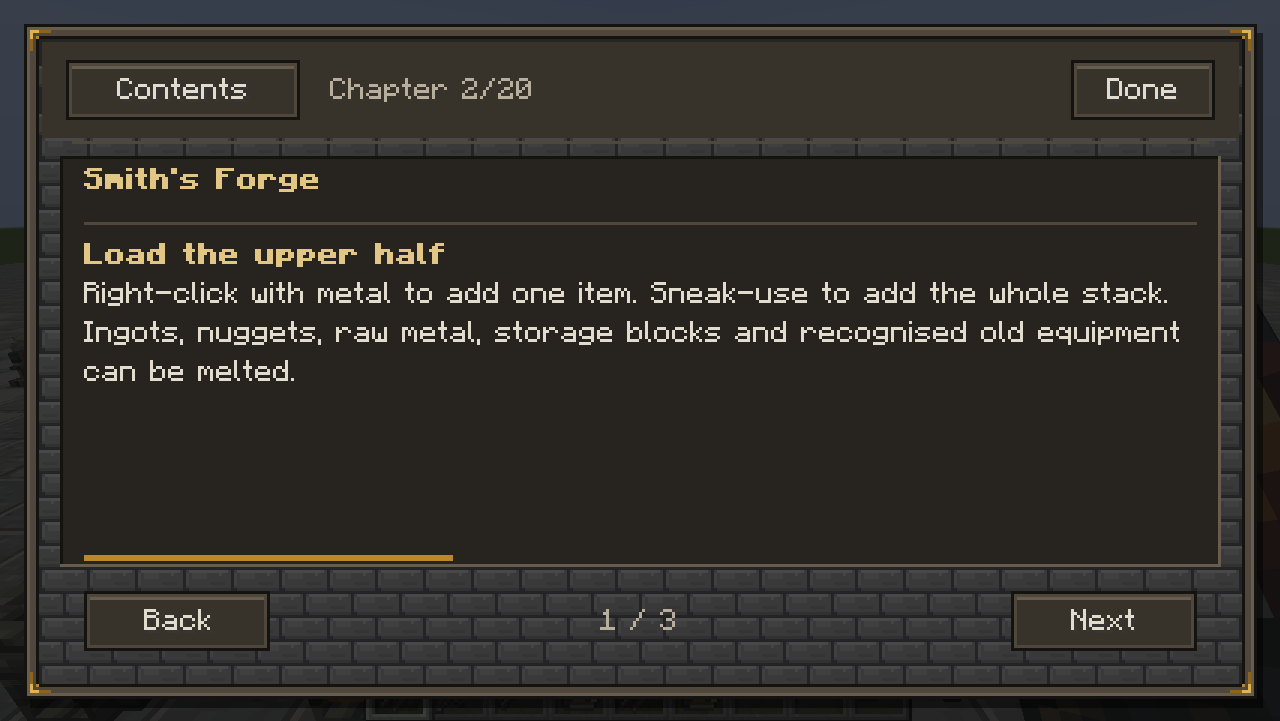 Contents
Chapter 2/20
Done
Smith's Forge
Load the upper half
Right-click with metal to add one item. Sneak-use to add the whole stack.
Ingots, nuggets, raw metal, storage blocks and recognised old equipment
can be melted.
Back
1 / 3
Next